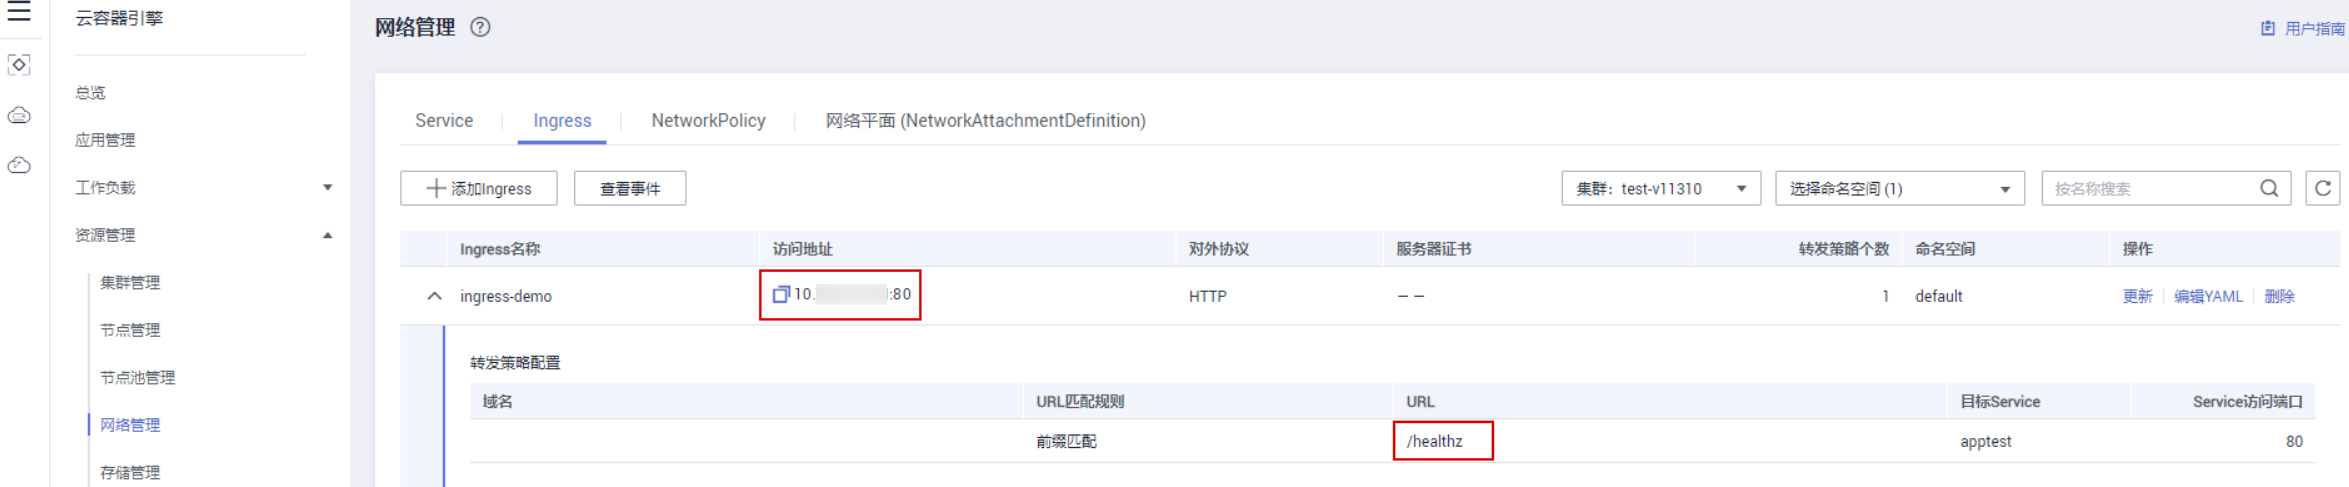 云容器引擎
总览
应用管理
工作负载
资源管理
集群管理
节点管理
节点池管理
网络管理
存储管理
网络管理
用户指南
Service Ingress NetworkPolicy 网络平面 (NetworkAttachmentDefinition)
添加Ingress 查看事件 集群：test-v11310 选择命名空间 (1) 按名称搜索
Ingress名称 访问地址 对外协议 服务器证书 转发策略个数 命名空间 操作
ingress-demo 10. :80 HTTP -- 1 default 更新 编辑YAML 删除
转发策略配置
域名 URL匹配规则 URL 目标Service Service访问端口
前缀匹配 /healthz apptest 80